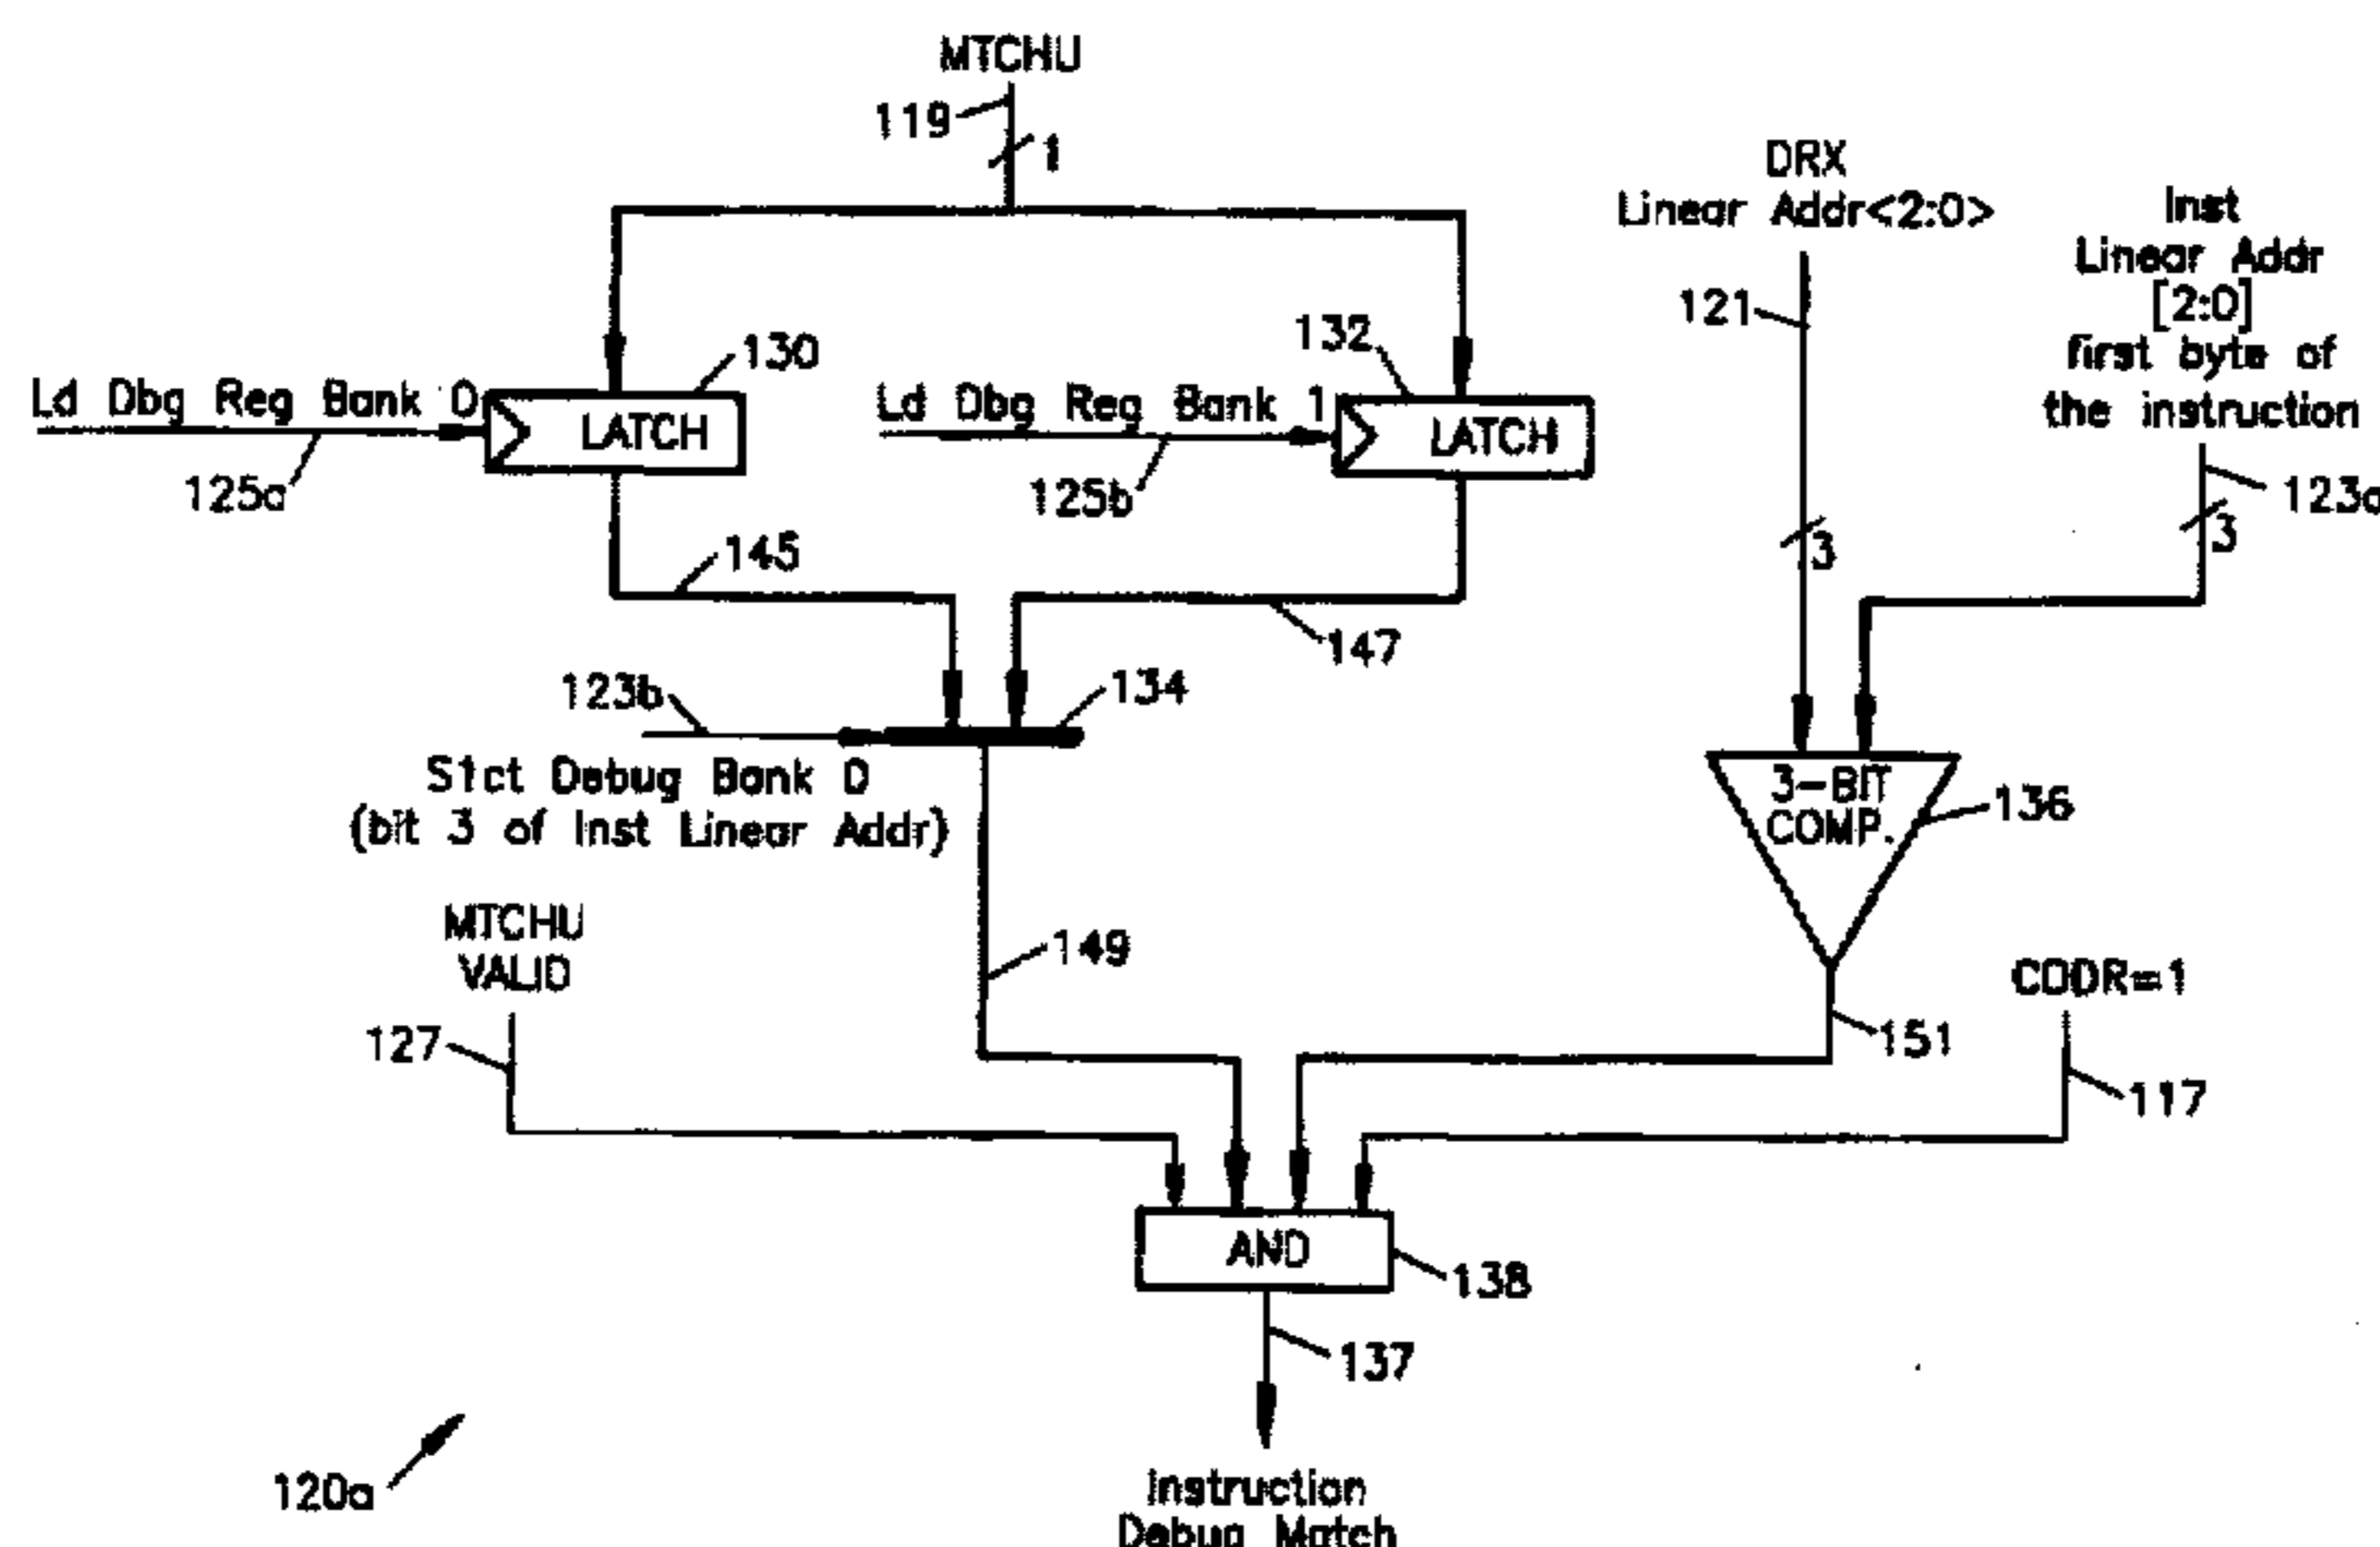 MTCHU
119
1
DRX
Linear Addr<2:0>
Inst
Linear Addr
[2:0]
first byte of
the instruction
121
123a
3
3
130
132
Ld Dbg Reg Bank 0
LATCH
Ld Dbg Reg Bank 1
LATCH
125a
125b
145
147
123b
134
S1ct Debug Bank 0
(bit 3 of Inst Linear Addr)
3-BIT
COMP.
136
MTCHU
VALID
127
149
151
CODR=1
117
AND
138
137
120a
Instruction
Debug Match